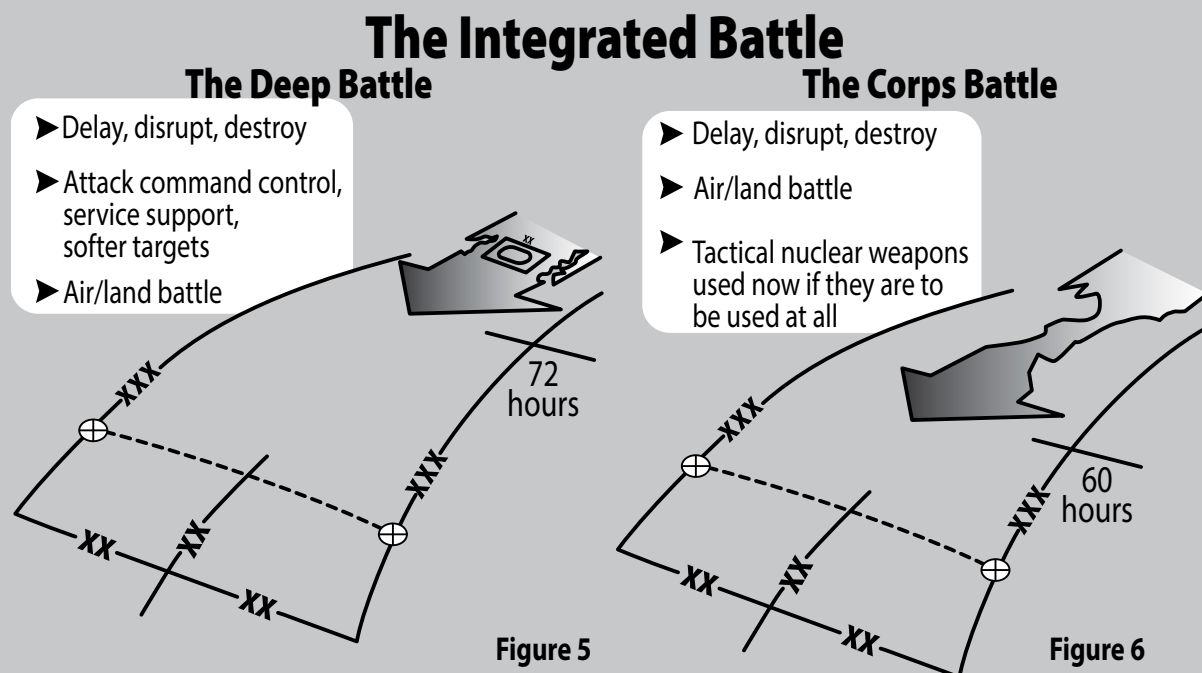 The Integrated Battle
The Deep Battle
➤ Delay, disrupt, destroy
➤ Attack command control,
service support,
softer targets
➤ Air/land battle
XX
72
hours
XXX
XXX
XX
XX
XX
Figure 5
The Corps Battle
➤ Delay, disrupt, destroy
➤ Air/land battle
➤ Tactical nuclear weapons
used now if they are to
be used at all
60
hours
XXX
XXX
XX
XX
XX
Figure 6